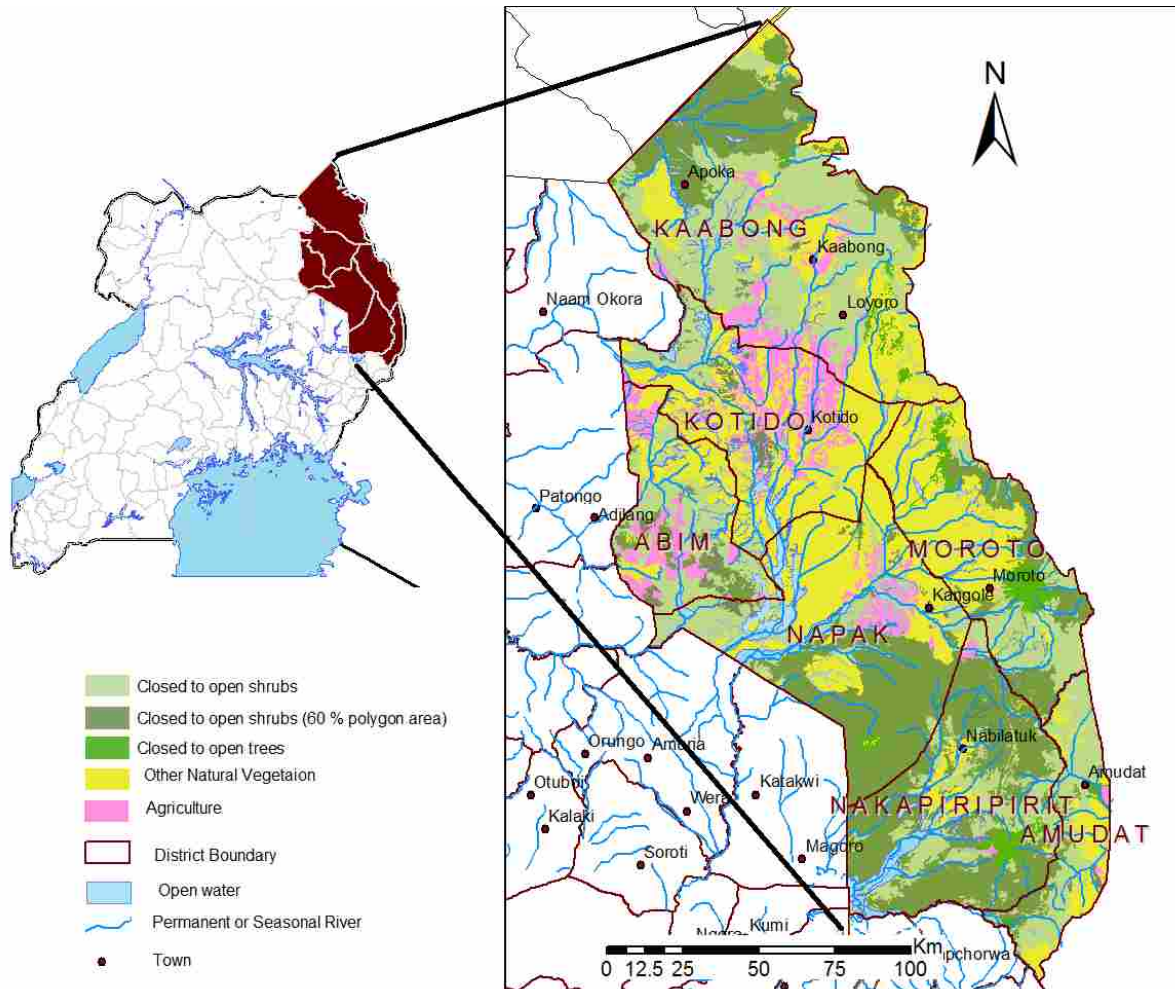 N
Apoka
KAABONG
Kaabong
Naam Okora
Loyoro
KOTIDO
Kotido
Patongo
Adilang
ABIM
MOROTO
Moroto
Kangole
NAPAK
Closed to open shrubs
Closed to open shrubs (60 % polygon area)
Closed to open trees
Other Natural Vegetaion
Agriculture
District Boundary
Open water
Permanent or Seasonal River
Town
Nabilatuk
Orungo
Amuria
Amudat
Otuboi
Katakwi
Wera
NAKAPIRIPIRIT
Kalaki
AMUDAT
Magoro
Soroti
Kumi
Km
pchorwa
0 12.5 25 50 75 100